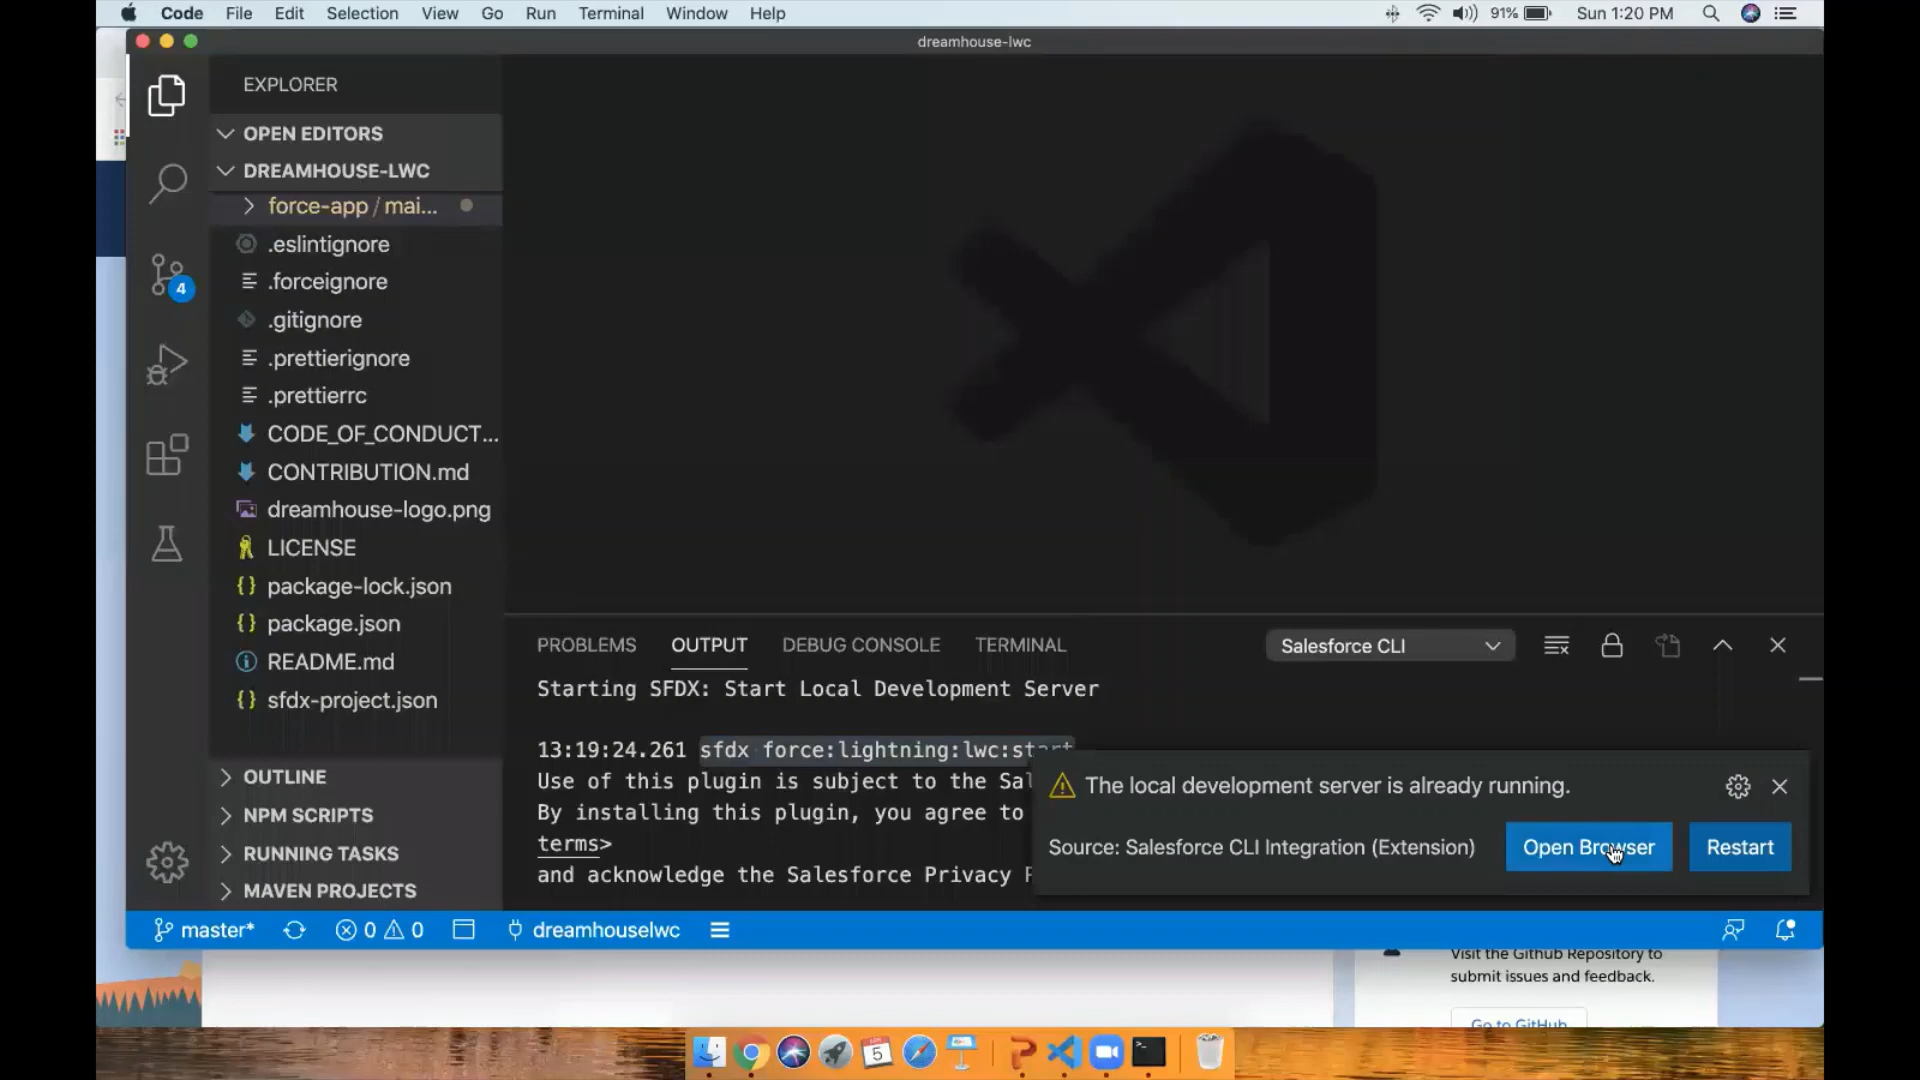 Code File Edit Selection View Go Run Terminal Window Help
91% Sun 1:20 PM
dreamhouse-lwc
EXPLORER
OPEN EDITORS
DREAMHOUSE-LWC
force-app / mai...
.eslintignore
.forceignore
.gitignore
.prettierignore
.prettierrc
CODE_OF_CONDUCT...
CONTRIBUTION.md
dreamhouse-logo.png
LICENSE
package-lock.json
package.json
README.md
sfdx-project.json
OUTLINE
NPM SCRIPTS
RUNNING TASKS
MAVEN PROJECTS
4
PROBLEMS OUTPUT DEBUG CONSOLE TERMINAL
Salesforce CLI
Starting SFDX: Start Local Development Server
13:19:24.261 sfdx force:lightning:lwc:start
Use of this plugin is subject to the Sal
By installing this plugin, you agree to
terms>
and acknowledge the Salesforce Privacy
The local development server is already running.
Source: Salesforce CLI Integration (Extension)
Open Browser
Restart
master* 0 0 dreamhouselwc
Visit the Github Repository to
submit issues and feedback.
Go to GitHub
5